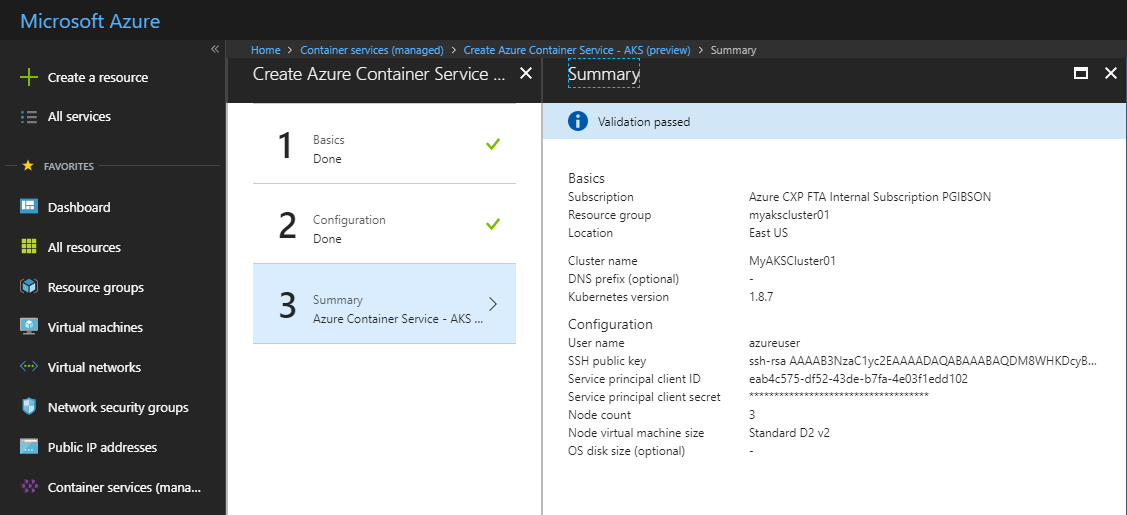 Microsoft Azure
«
Home > Container services (managed) > Create Azure Container Service - AKS (preview) > Summary
Create a resource
All services
FAVORITES
Dashboard
All resources
Resource groups
Virtual machines
Virtual networks
Network security groups
Public IP addresses
Container services (mana...
Create Azure Container Service ...
1
Basics
Done
2
Configuration
Done
3
Summary
Azure Container Service - AKS ...
Summary
Validation passed
Basics
Subscription Azure CXP FTA Internal Subscription PGIBSON
Resource group myakscluster01
Location East US
Cluster name MyAKSCluster01
DNS prefix (optional) -
Kubernetes version 1.8.7
Configuration
User name azureuser
SSH public key ssh-rsa AAAAB3NzaC1yc2EAAAADAQABAAABAQDM8WHKDcyB...
Service principal client ID eab4c575-df52-43de-b7fa-4e03f1edd102
Service principal client secret ************************************
Node count 3
Node virtual machine size Standard D2 v2
OS disk size (optional) -